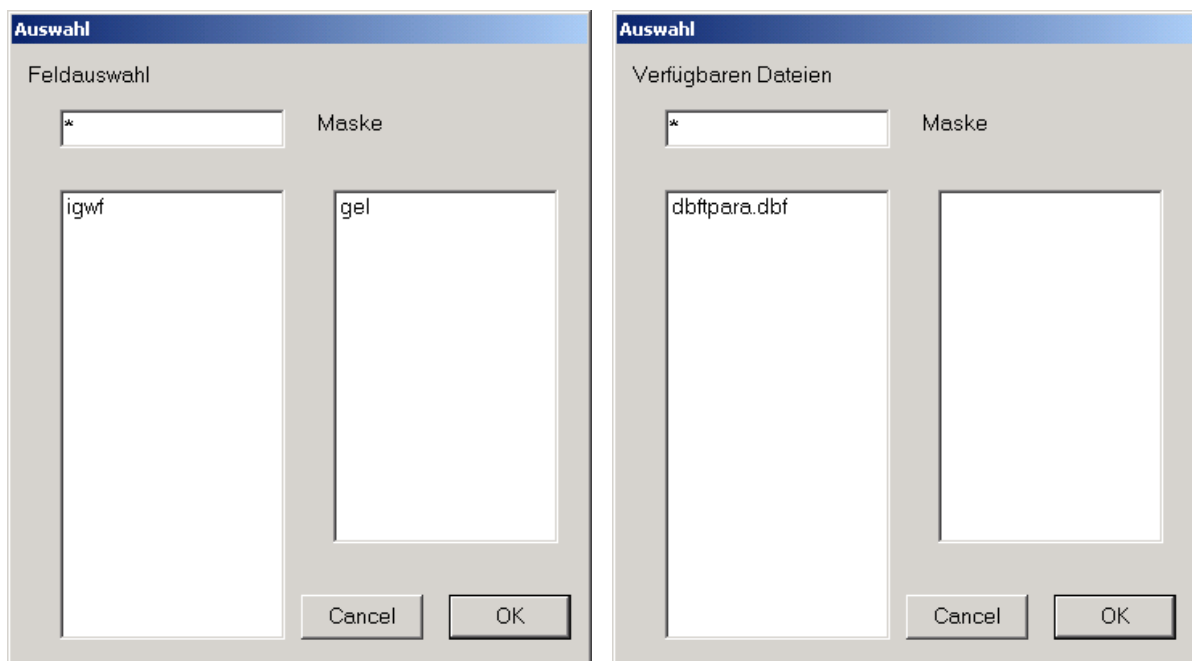 Auswahl
Feldauswahl
*
Maske
igwf
gel
Cancel
OK
Auswahl
Verfügbaren Dateien
*
Maske
dbftpara.dbf
Cancel
OK